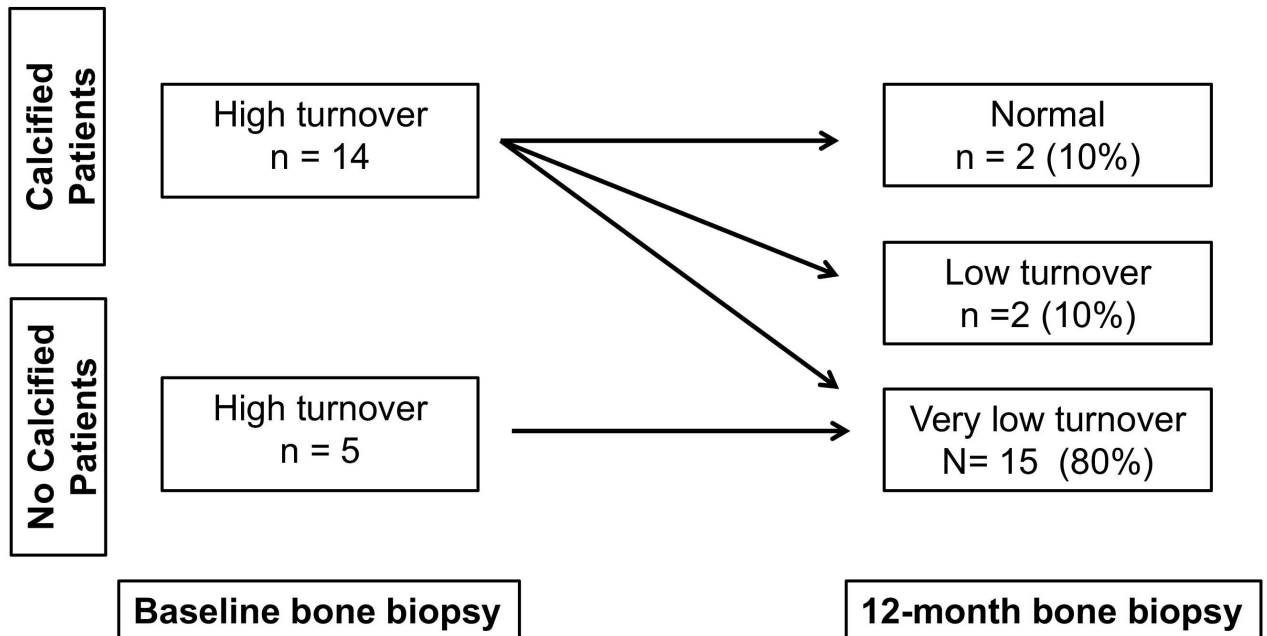 Calcified
Patients
High turnover
n = 14
Normal
n = 2 (10%)
Low turnover
n =2 (10%)
No Calcified
Patients
High turnover
n = 5
Very low turnover
N= 15  (80%)
Baseline bone biopsy
12-month bone biopsy